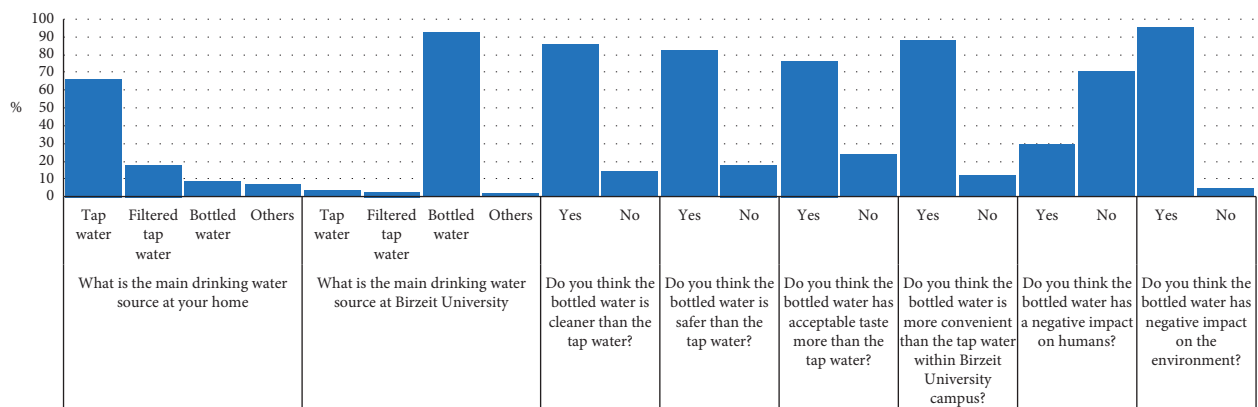 100
90
80
70
60
50
40
30
20
10
0
%
Tap
water
Filtered
tap
water
Bottled
water
Others
Tap
water
Filtered
tap
water
Bottled
water
Others
Yes
No
Yes
No
Yes
No
Yes
No
Yes
No
Yes
No
What is the main drinking water
source at your home
What is the main drinking water
source at Birzeit University
Do you think the
bottled water is
cleaner than the
tap water?
Do you think the
bottled water is
safer than the
tap water?
Do you think the
bottled water has
acceptable taste
more than the
tap water?
Do you think the
bottled water is
more convenient
than the tap water
within Birzeit
University
campus?
Do you think the
bottled water has
a negative impact
on humans?
Do you think the
bottled water has
negative impact
on the
environment?